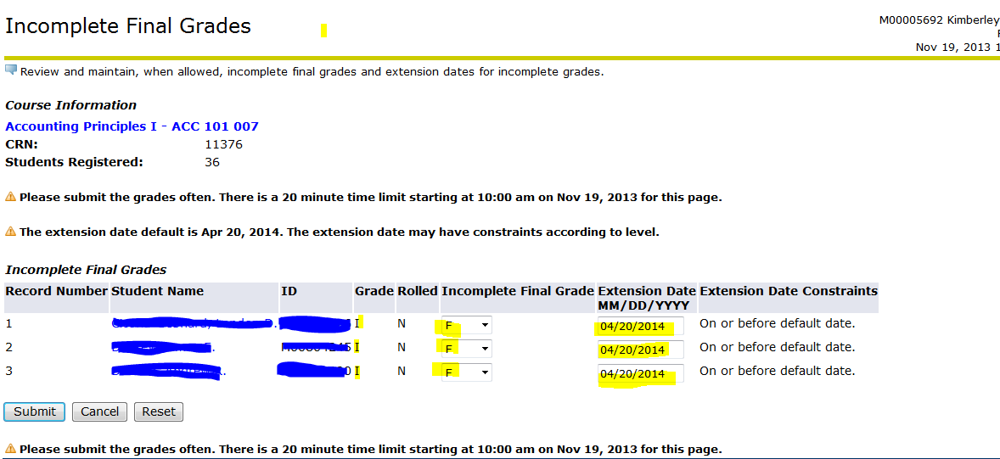 Incomplete Final Grades
M00005692 Kimberley
Nov 19, 2013 1
Review and maintain, when allowed, incomplete final grades and extension dates for incomplete grades.
Course Information
Accounting Principles I - ACC 101 007
CRN: 11376
Students Registered: 36
Please submit the grades often. There is a 20 minute time limit starting at 10:00 am on Nov 19, 2013 for this page.
The extension date default is Apr 20, 2014. The extension date may have constraints according to level.
Incomplete Final Grades
Record Number Student Name ID Grade Rolled Incomplete Final Grade Extension Date MM/DD/YYYY Extension Date Constraints
1 I N F 04/20/2014 On or before default date.
2 I N F 04/20/2014 On or before default date.
3 I N F 04/20/2014 On or before default date.
Submit Cancel Reset
Please submit the grades often. There is a 20 minute time limit starting at 10:00 am on Nov 19, 2013 for this page.